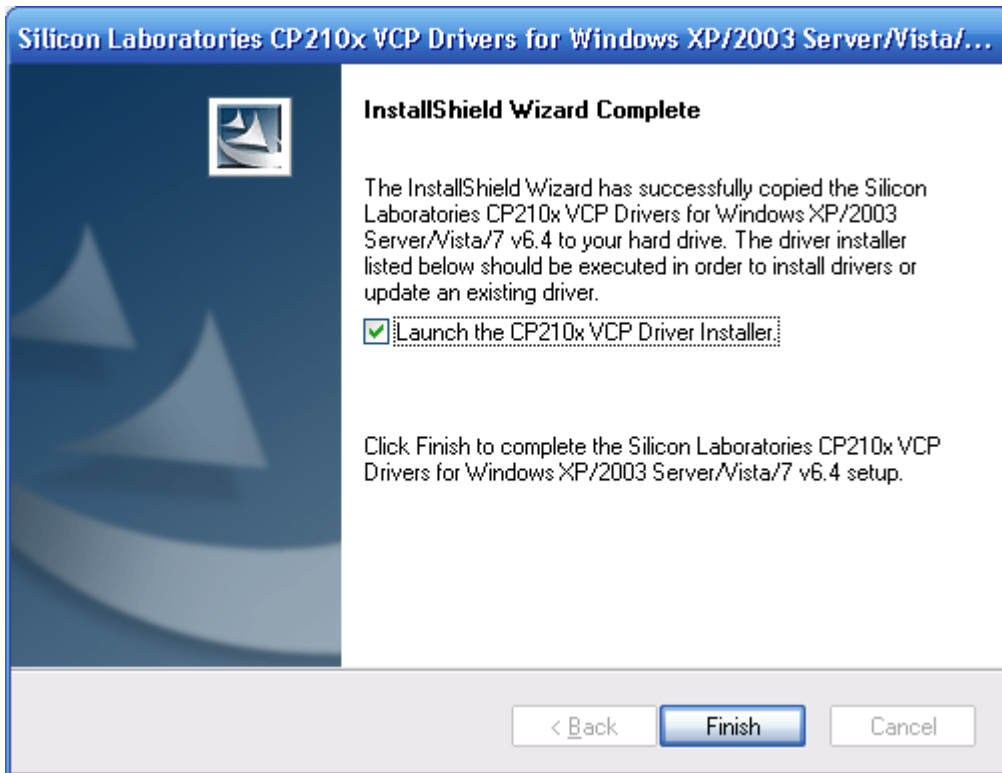 Silicon Laboratories CP210x VCP Drivers for Windows XP/2003 Server/Vista/...
InstallShield Wizard Complete
The InstallShield Wizard has successfully copied the Silicon
Laboratories CP210x VCP Drivers for Windows XP/2003
Server/Vista/7 v6.4 to your hard drive. The driver installer
listed below should be executed in order to install drivers or
update an existing driver.
Launch the CP210x VCP Driver Installer.
Click Finish to complete the Silicon Laboratories CP210x VCP
Drivers for Windows XP/2003 Server/Vista/7 v6.4 setup.
< Back Finish Cancel